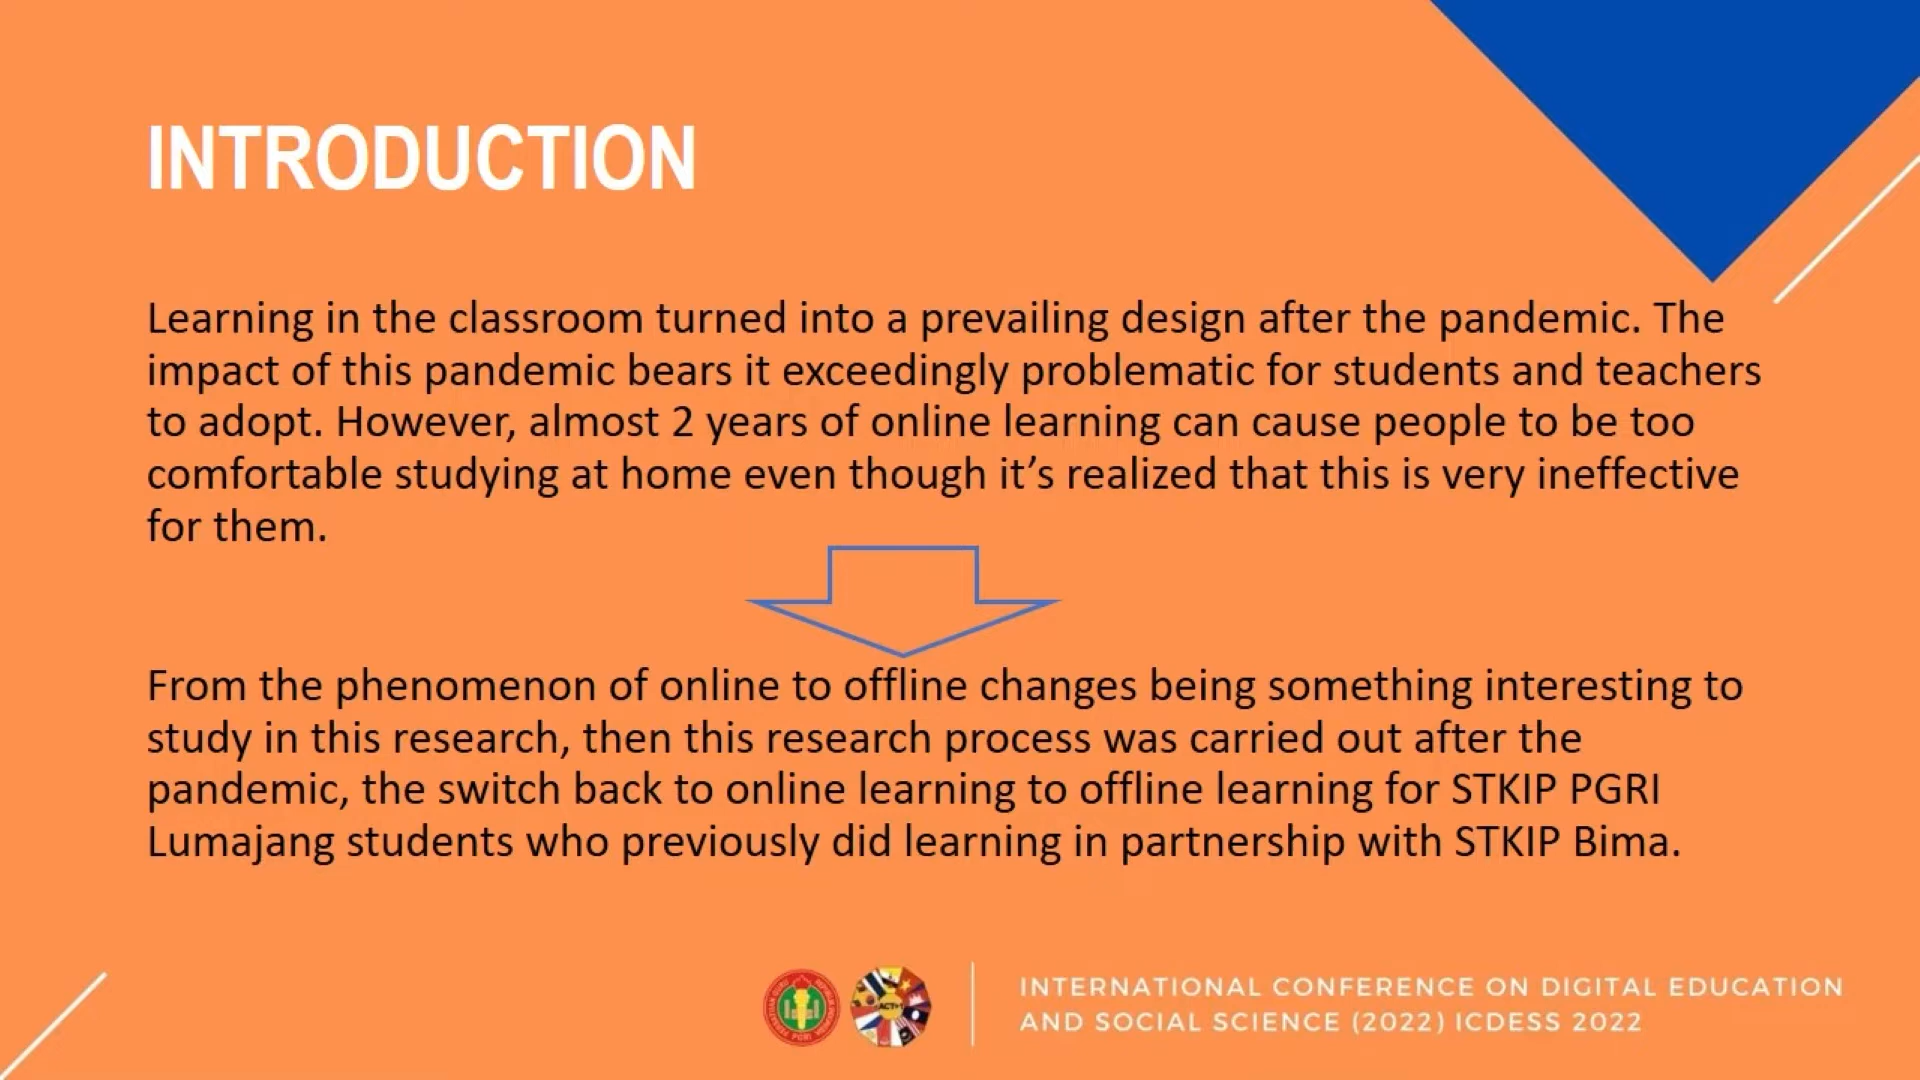 INTRODUCTION
Learning in the classroom turned into a prevailing design after the pandemic. The
impact of this pandemic bears it exceedingly problematic for students and teachers
to adopt. However, almost 2 years of online learning can cause people to be too
comfortable studying at home even though it’s realized that this is very ineffective
for them.
From the phenomenon of online to offline changes being something interesting to
study in this research, then this research process was carried out after the
pandemic, the switch back to online learning to offline learning for STKIP PGRI
Lumajang students who previously did learning in partnership with STKIP Bima.
PGRI
ACT+1
INTERNATIONAL CONFERENCE ON DIGITAL EDUCATION
AND SOCIAL SCIENCE (2022) ICDESS 2022